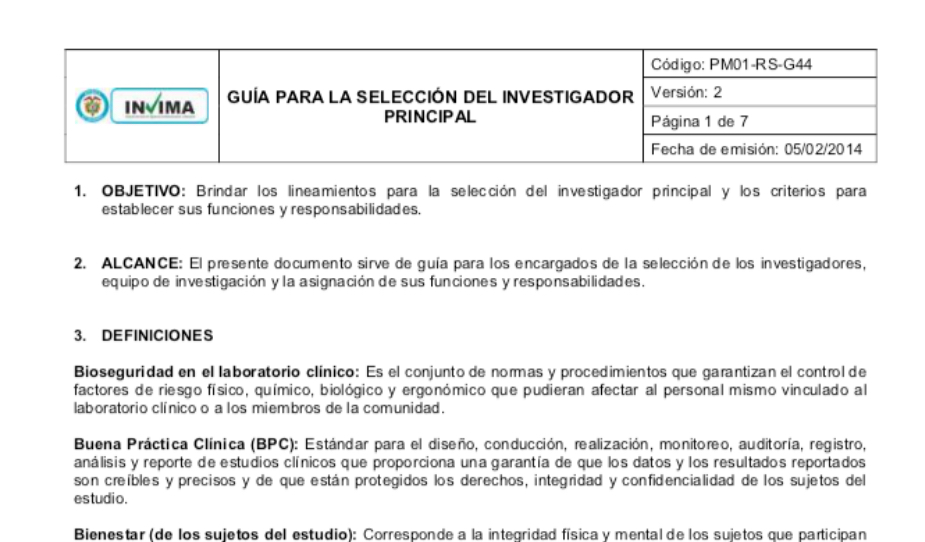 INVIMA
GUÍA PARA LA SELECCIÓN DEL INVESTIGADOR
PRINCIPAL
Código: PM01-RS-G44
Versión: 2
Página 1 de 7
Fecha de emisión: 05/02/2014
1. OBJETIVO: Brindar los lineamientos para la selección del investigador principal y los criterios para
establecer sus funciones y responsabilidades.
2. ALCANCE: El presente documento sirve de guía para los encargados de la selección de los investigadores,
equipo de investigación y la asignación de sus funciones y responsabilidades.
3. DEFINICIONES
Bioseguridad en el laboratorio clínico: Es el conjunto de normas y procedimientos que garantizan el control de
factores de riesgo físico, químico, biológico y ergonómico que pudieran afectar al personal mismo vinculado al
laboratorio clínico o a los miembros de la comunidad.
Buena Práctica Clínica (BPC): Estándar para el diseño, conducción, realización, monitoreo, auditoría, registro,
análisis y reporte de estudios clínicos que proporciona una garantía de que los datos y los resultados reportados
son creíbles y precisos y de que están protegidos los derechos, integridad y confidencialidad de los sujetos del
estudio.
Bienestar (de los sujetos del estudio): Corresponde a la integridad física y mental de los sujetos que participan